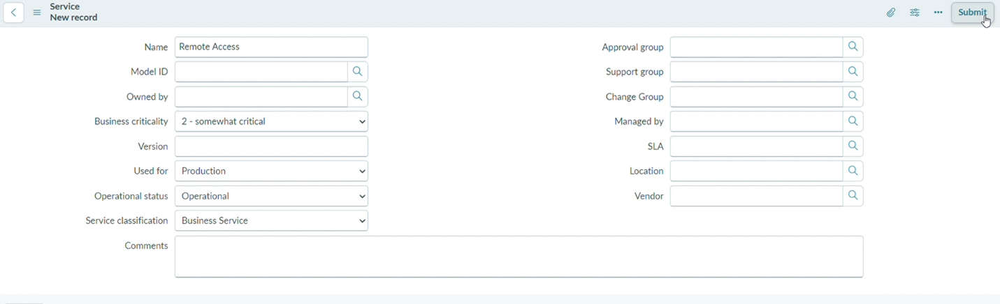 Service
New record
Submit
Name Remote Access
Model ID
Owned by
Business criticality 2 - somewhat critical
Version
Used for Production
Operational status Operational
Service classification Business Service
Comments
Approval group
Support group
Change Group
Managed by
SLA
Location
Vendor